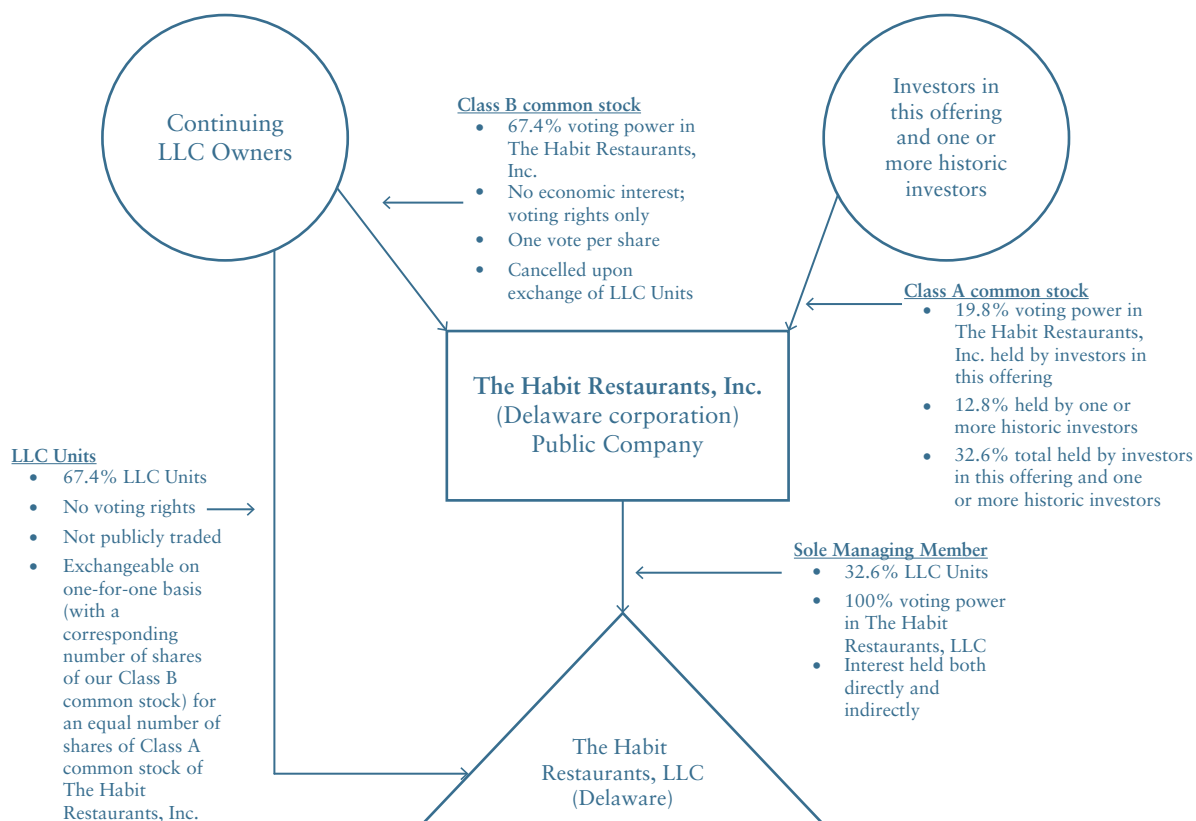 Continuing
LLC Owners
Class B common stock
• 67.4% voting power in
The Habit Restaurants,
Inc.
• No economic interest;
voting rights only
• One vote per share
• Cancelled upon
exchange of LLC Units
Investors in
this offering
and one or
more historic
investors
Class A common stock
• 19.8% voting power in
The Habit Restaurants,
Inc. held by investors in
this offering
• 12.8% held by one or
more historic investors
• 32.6% total held by investors
in this offering and one
or more historic investors
The Habit Restaurants, Inc.
(Delaware corporation)
Public Company
LLC Units
• 67.4% LLC Units
• No voting rights
• Not publicly traded
• Exchangeable on
one-for-one basis
(with a
corresponding
number of shares
of our Class B
common stock) for
an equal number of
shares of Class A
common stock of
The Habit
Restaurants, Inc.
Sole Managing Member
• 32.6% LLC Units
• 100% voting power
in The Habit
Restaurants, LLC
• Interest held both
directly and
indirectly
The Habit
Restaurants, LLC
(Delaware)